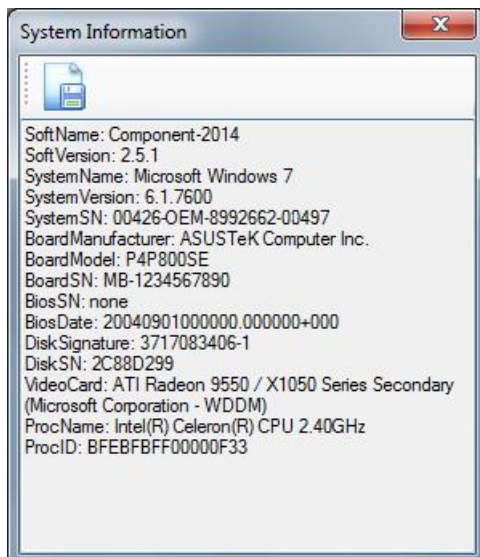 System Information
SoftName: Component-2014
SoftVersion: 2.5.1
SystemName: Microsoft Windows 7
SystemVersion: 6.1.7600
SystemSN: 00426-OEM-8992662-00497
BoardManufacturer: ASUSTeK Computer Inc.
BoardModel: P4P800SE
BoardSN: MB-1234567890
BiosSN: none
BiosDate: 20040901000000.000000+000
DiskSignature: 3717083406-1
DiskSN: 2C88D299
VideoCard: ATI Radeon 9550 / X1050 Series Secondary
(Microsoft Corporation - WDDM)
ProcName: Intel(R) Celeron(R) CPU 2.40GHz
ProcID: BFEBFBFF00000F33